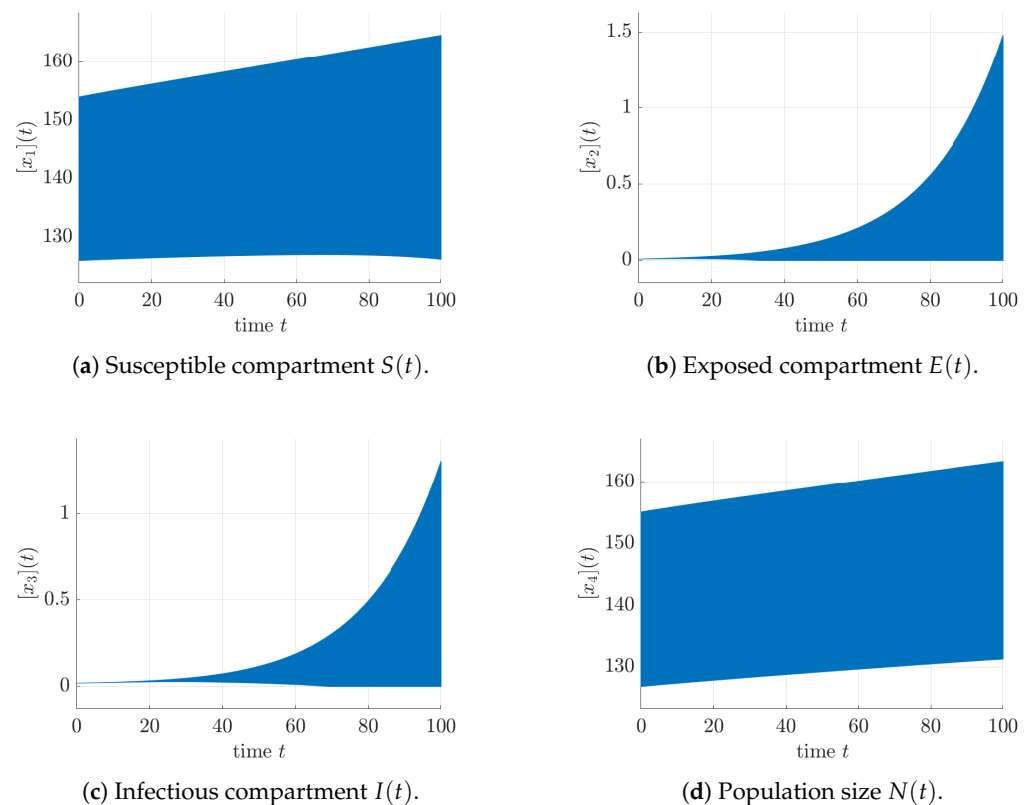 160
150
140
130
[x₁](t)
0 20 40 60 80 100
time t
(a) Susceptible compartment S(t).
1.5
1
0.5
0
[x₂](t)
0 20 40 60 80 100
time t
(b) Exposed compartment E(t).
1
0.5
0
[x₃](t)
0 20 40 60 80 100
time t
(c) Infectious compartment I(t).
160
150
140
130
[x₄](t)
0 20 40 60 80 100
time t
(d) Population size N(t).